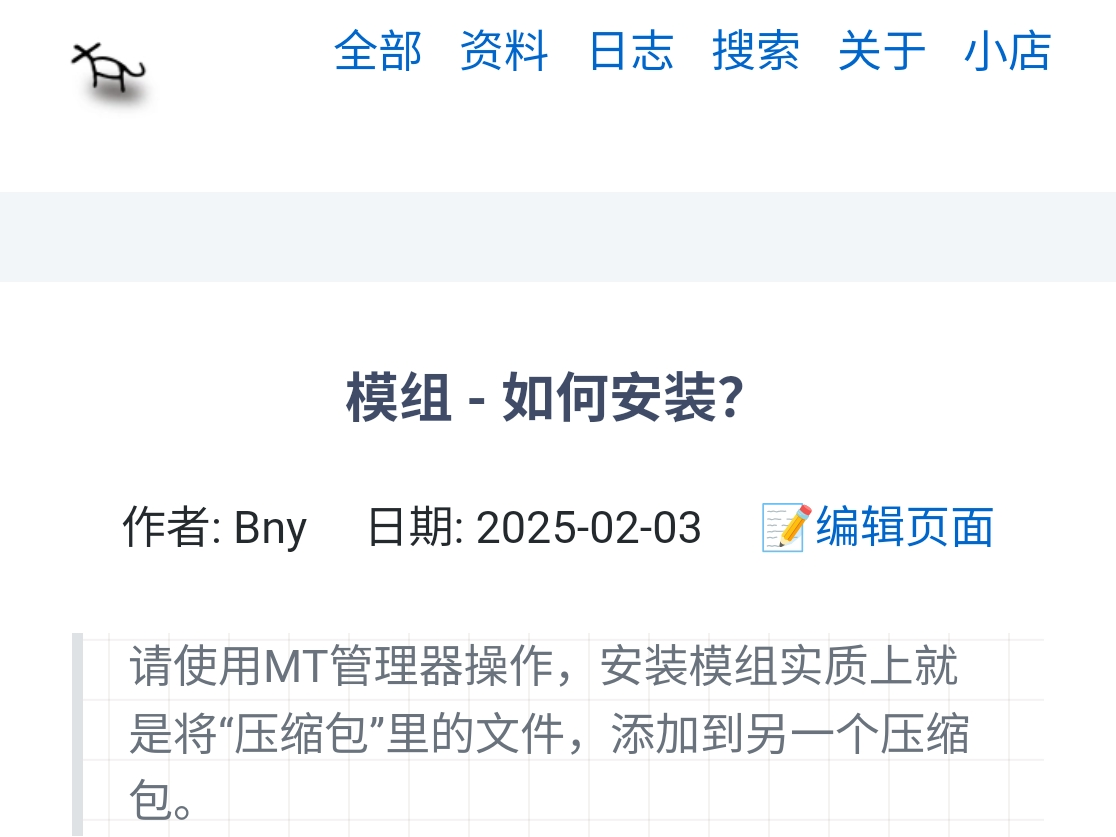 全部 资料 日志 搜索 关于 小店
模组 - 如何安装？
作者: Bny 日期: 2025-02-03 📝编辑页面
请使用MT管理器操作，安装模组实质上就
是将“压缩包”里的文件，添加到另一个压缩
包。